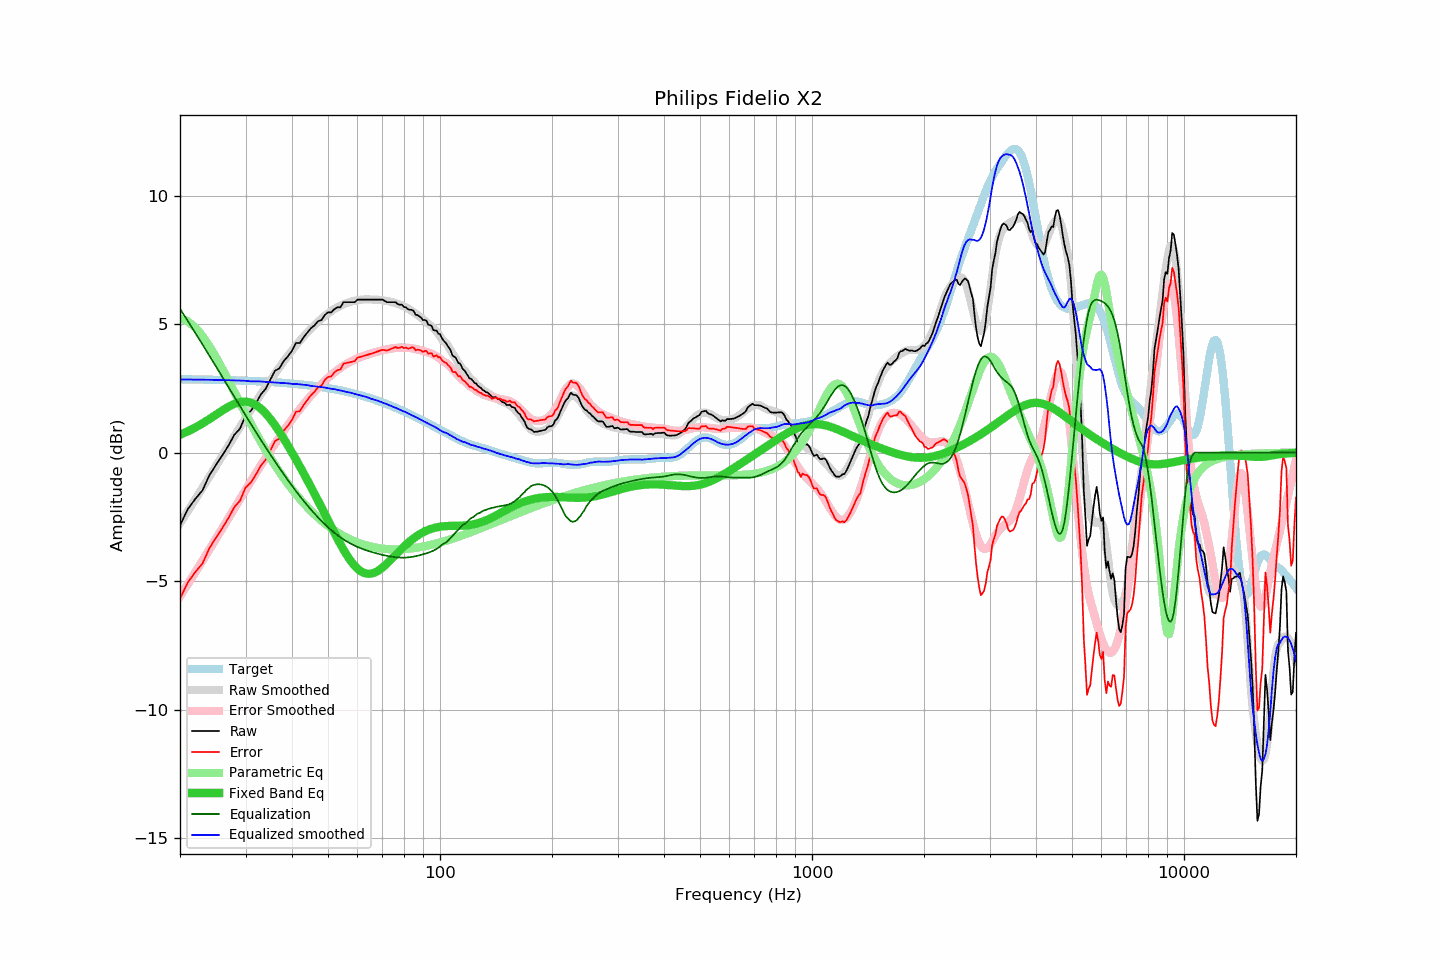 Philips Fidelio X2
Amplitude (dBr)
10
5
0
−5
−10
−15
Target
Raw Smoothed
Error Smoothed
Raw
Error
Parametric Eq
Fixed Band Eq
Equalization
Equalized smoothed
100
1000
10000
Frequency (Hz)